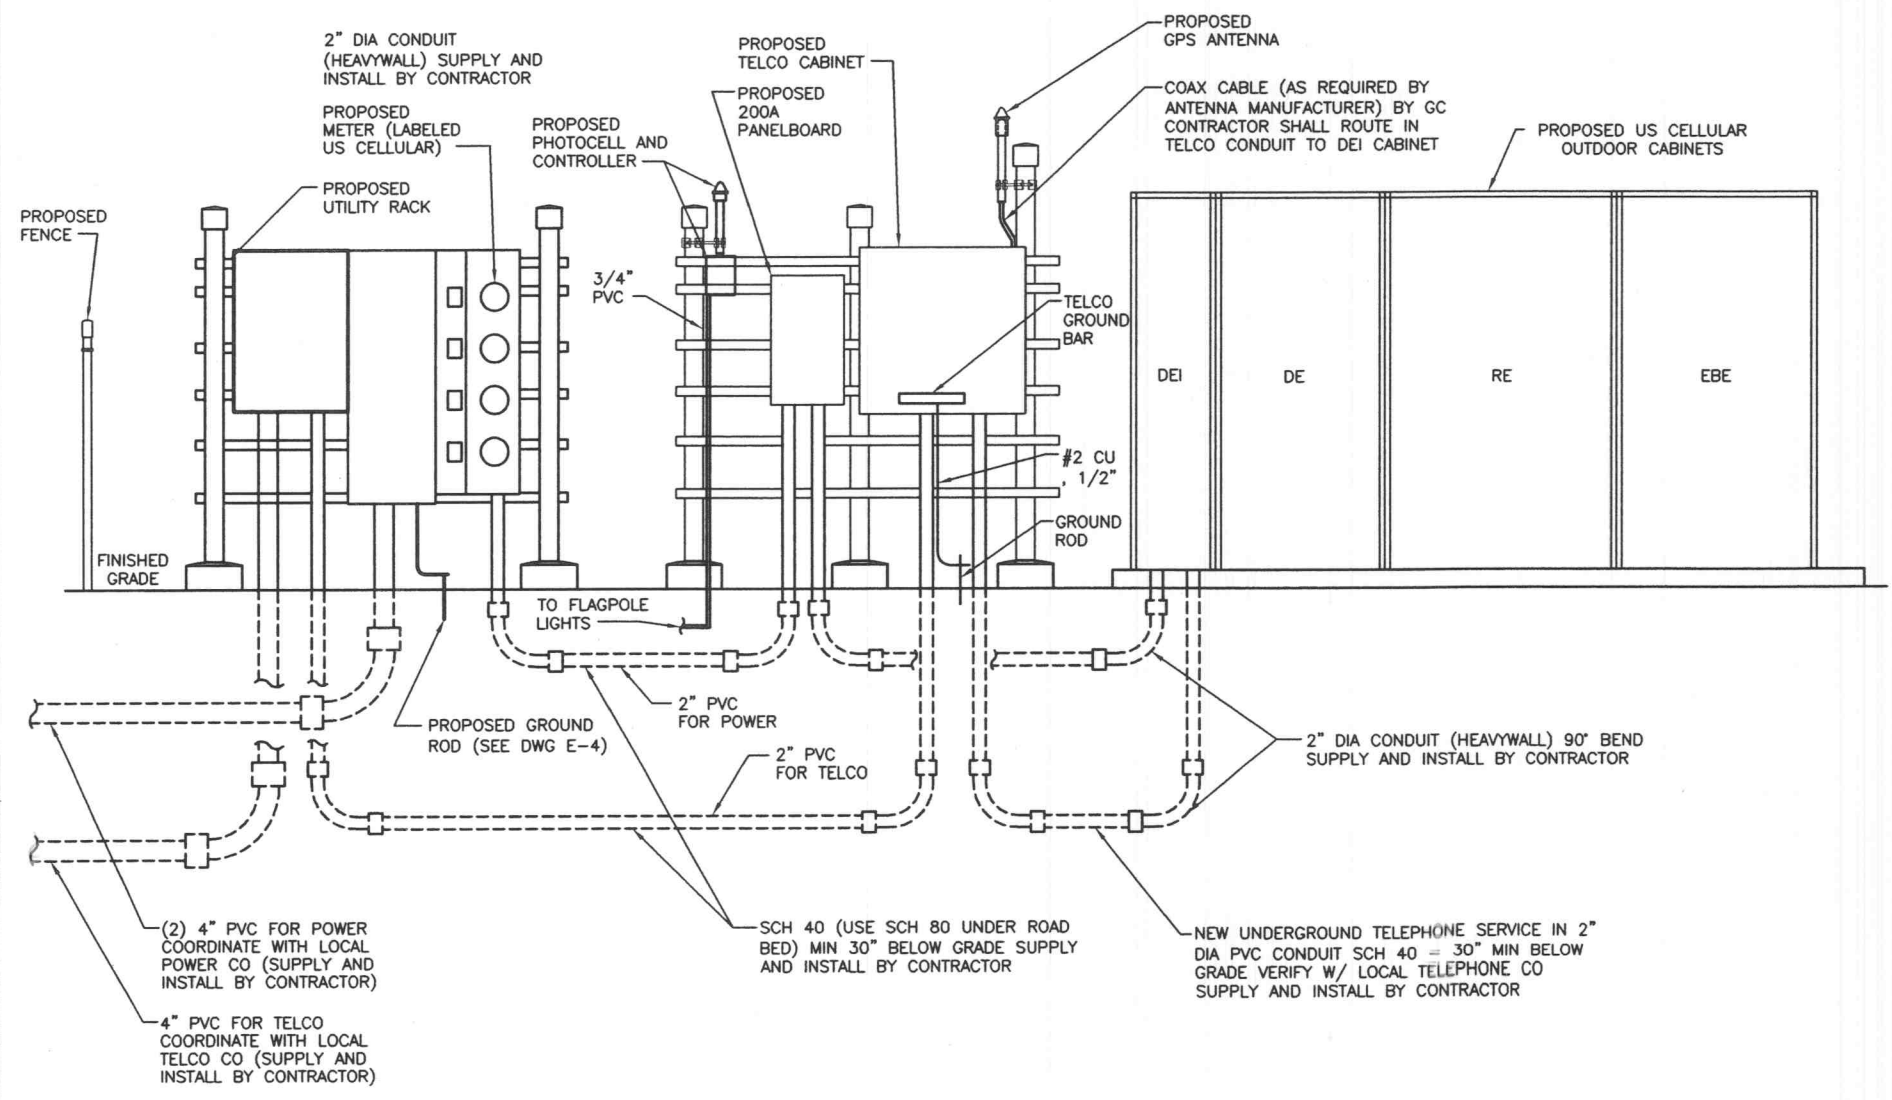 2" DIA CONDUIT
(HEAVYWALL) SUPPLY AND
INSTALL BY CONTRACTOR
PROPOSED
METER (LABELED
US CELLULAR)
PROPOSED
UTILITY RACK
PROPOSED
FENCE
PROPOSED
PHOTOCELL AND
CONTROLLER
PROPOSED
TELCO CABINET
PROPOSED
200A
PANELBOARD
PROPOSED
GPS ANTENNA
COAX CABLE (AS REQUIRED BY
ANTENNA MANUFACTURER) BY GC
CONTRACTOR SHALL ROUTE IN
TELCO CONDUIT TO DEI CABINET
PROPOSED US CELLULAR
OUTDOOR CABINETS
3/4"
PVC
TELCO
GROUND
BAR
DEI
DE
RE
EBE
#2 CU
, 1/2"
GROUND
ROD
FINISHED
GRADE
TO FLAGPOLE
LIGHTS
2" PVC
FOR POWER
PROPOSED GROUND
ROD (SEE DWG E-4)
2" PVC
FOR TELCO
2" DIA CONDUIT (HEAVYWALL) 90° BEND
SUPPLY AND INSTALL BY CONTRACTOR
(2) 4" PVC FOR POWER
COORDINATE WITH LOCAL
POWER CO (SUPPLY AND
INSTALL BY CONTRACTOR)
4" PVC FOR TELCO
COORDINATE WITH LOCAL
TELCO CO (SUPPLY AND
INSTALL BY CONTRACTOR)
SCH 40 (USE SCH 80 UNDER ROAD
BED) MIN 30" BELOW GRADE SUPPLY
AND INSTALL BY CONTRACTOR
NEW UNDERGROUND TELEPHONE SERVICE IN 2"
DIA PVC CONDUIT SCH 40 = 30" MIN BELOW
GRADE VERIFY W/ LOCAL TELEPHONE CO
SUPPLY AND INSTALL BY CONTRACTOR